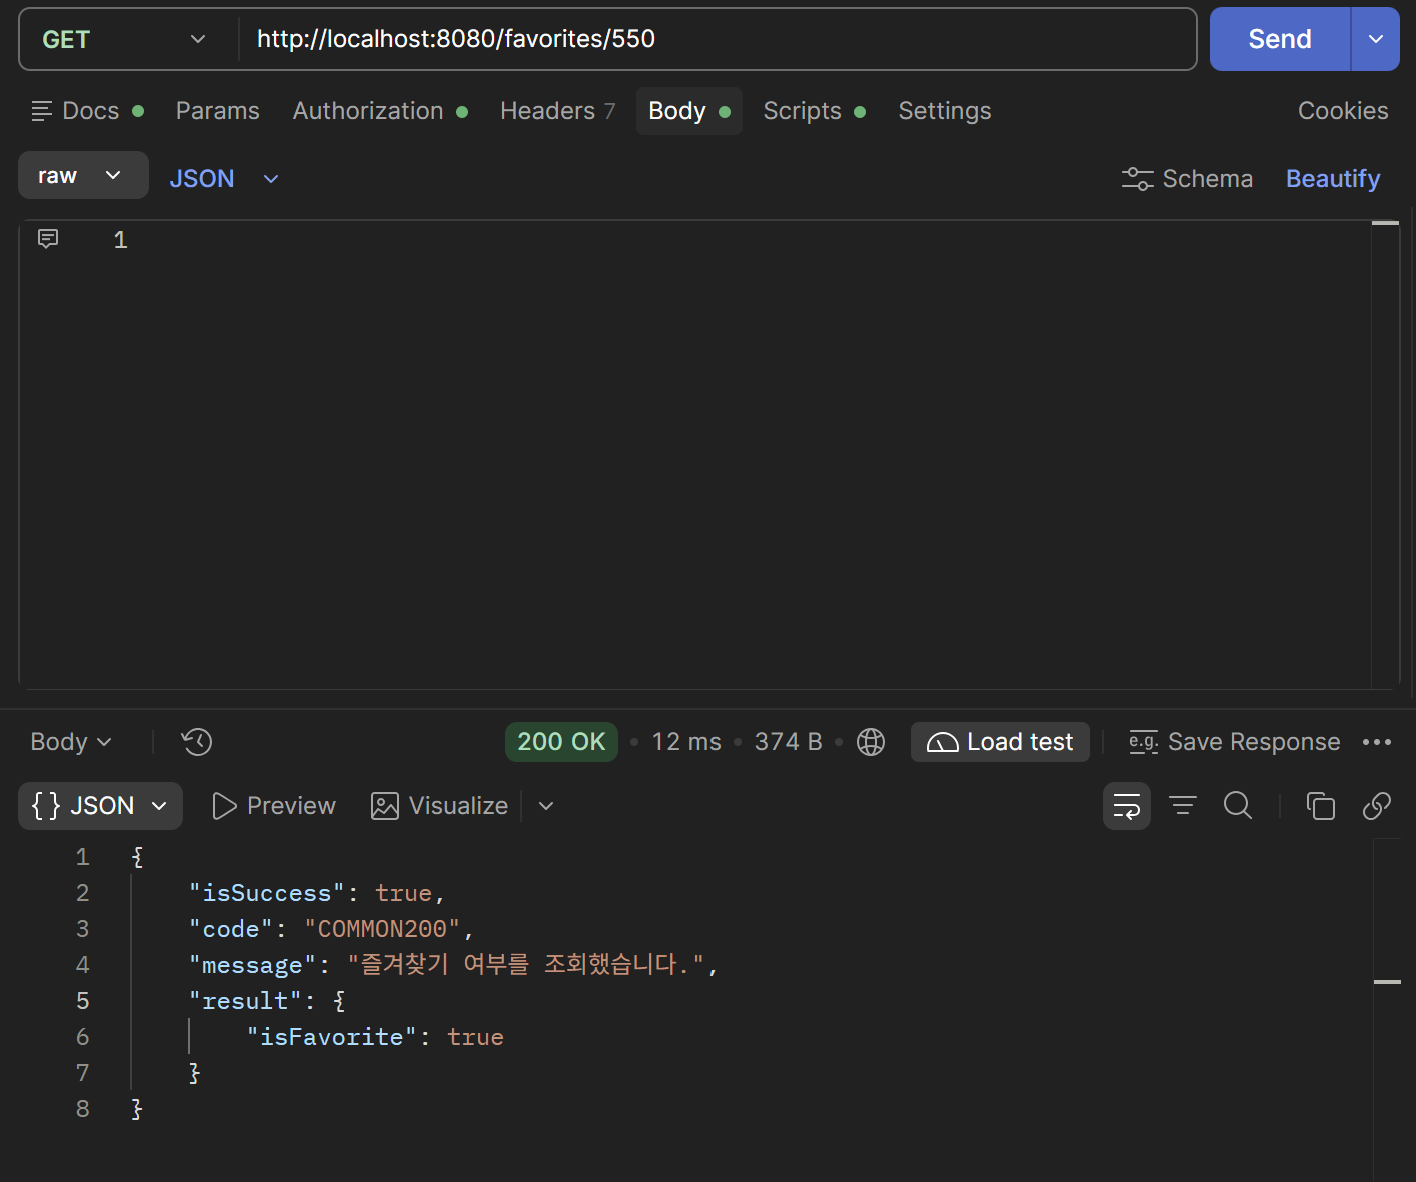 GET http://localhost:8080/favorites/550 Send
Docs Params Authorization Headers 7 Body Scripts Settings Cookies
raw JSON Schema Beautify
1
Body 200 OK 12 ms 374 B Load test e.g. Save Response
{} JSON Preview Visualize
1 {
2 "isSuccess": true,
3 "code": "COMMON200",
4 "message": "즐겨찾기 여부를 조회했습니다.",
5 "result": {
6 "isFavorite": true
7 }
8 }